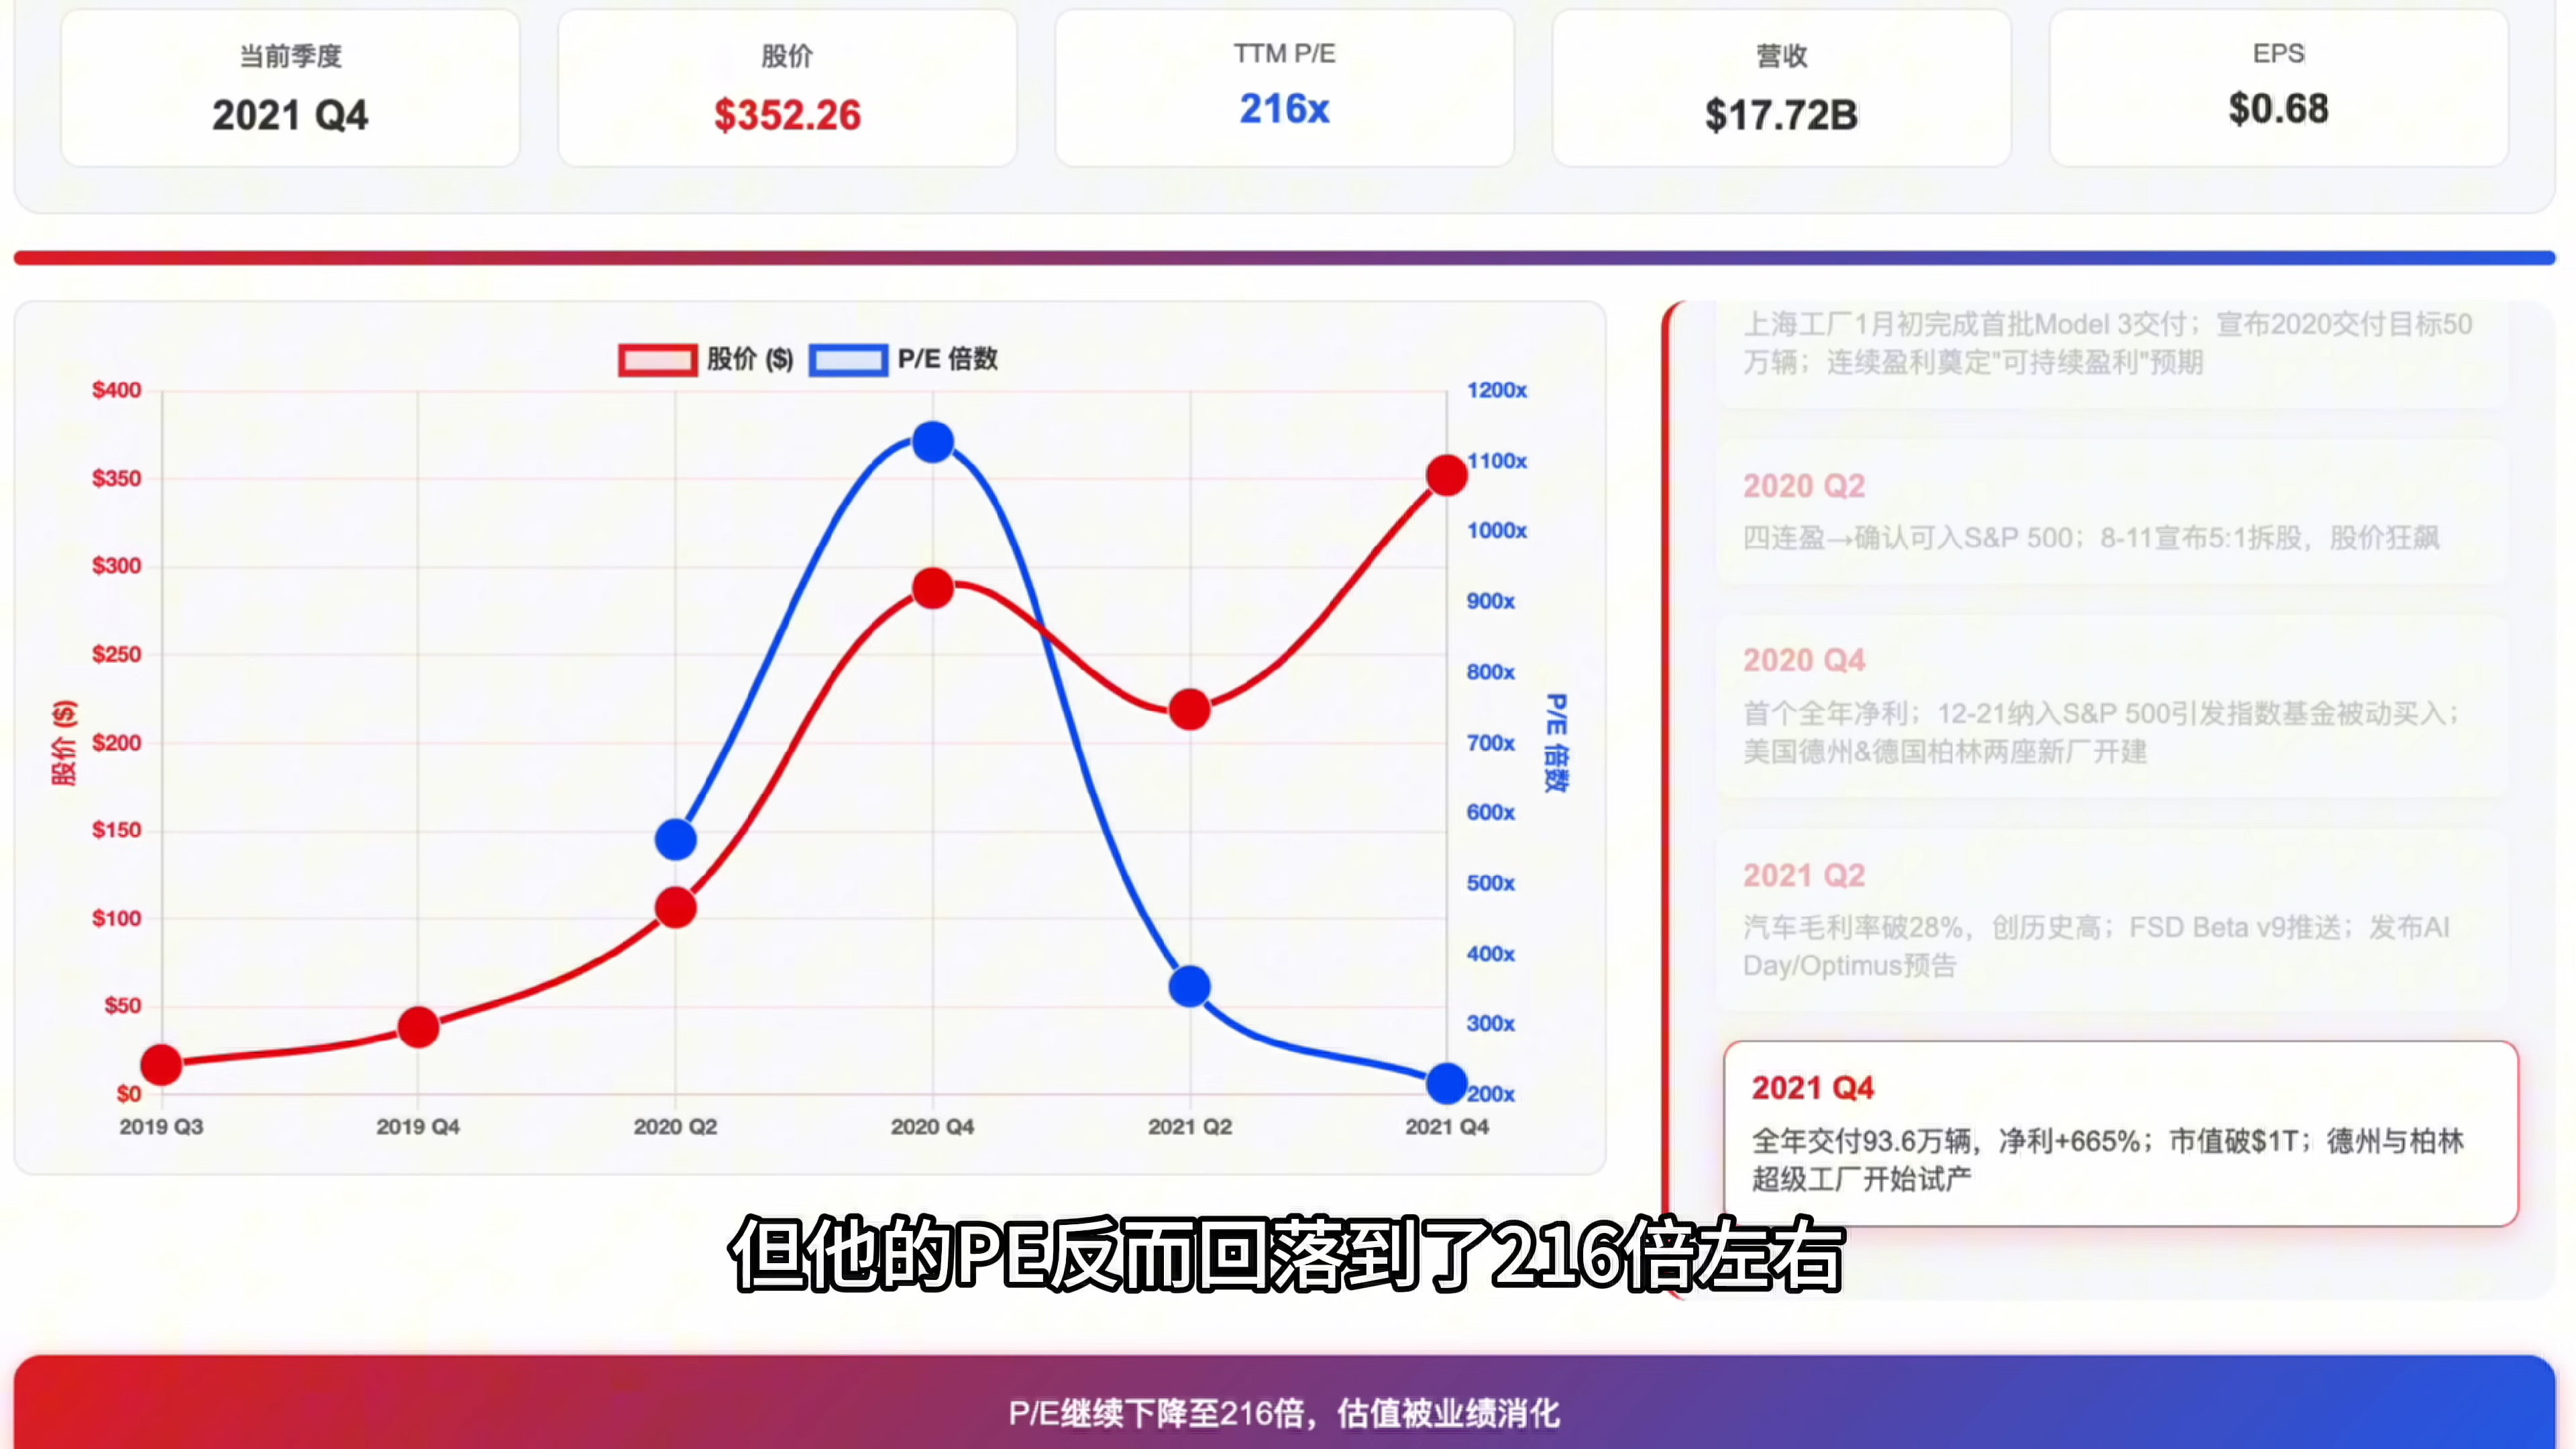 当前季度
2021 Q4
股价
$352.26
TTM P/E
216x
营收
$17.72B
EPS
$0.68
股价 ($)
P/E 倍数
$400
$350
$300
$250
$200
$150
$100
$50
$0
股价 ($)
1200x
1100x
1000x
900x
800x
700x
600x
500x
400x
300x
200x
P/E 倍数
2019 Q3
2019 Q4
2020 Q2
2020 Q4
2021 Q2
2021 Q4
上海工厂1月初完成首批Model 3交付；宣布2020交付目标50
万辆；连续盈利奠定"可持续盈利"预期
2020 Q2
四连盈→确认可入S&P 500；8-11宣布5:1拆股，股价狂飙
2020 Q4
首个全年净利；12-21纳入S&P 500引发指数基金被动买入；
美国德州&德国柏林两座新厂开建
2021 Q2
汽车毛利率破28%，创历史高；FSD Beta v9推送；发布AI
Day/Optimus预告
2021 Q4
全年交付93.6万辆，净利+665%；市值破$1T；德州与柏林
超级工厂开始试产
但他的PE反而回落到了216倍左右
P/E继续下降至216倍，估值被业绩消化